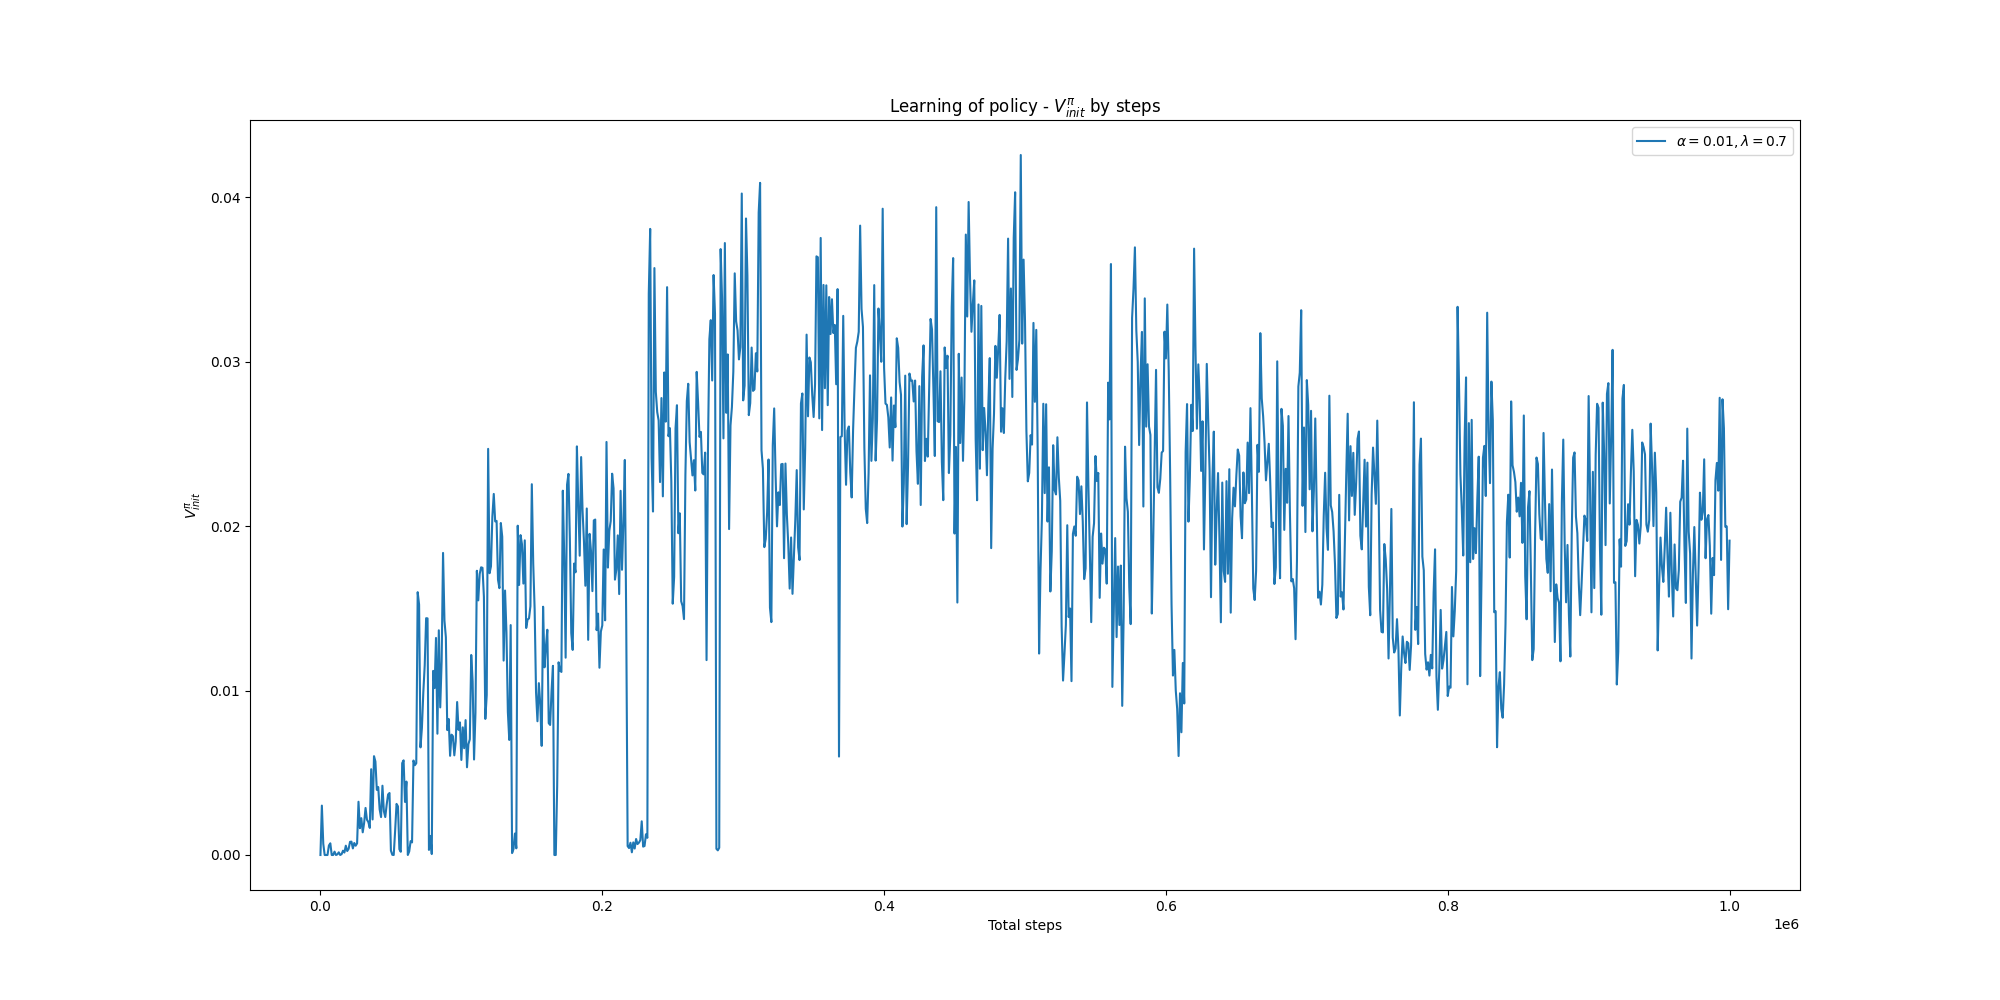 Learning of policy - $V_{init}^{\pi}$ by steps
α = 0.01, λ = 0.7
0.04
0.03
0.02
0.01
0.00
$V_{init}^{\pi}$
0.0 0.2 0.4 0.6 0.8 1.0
Total steps
1e6